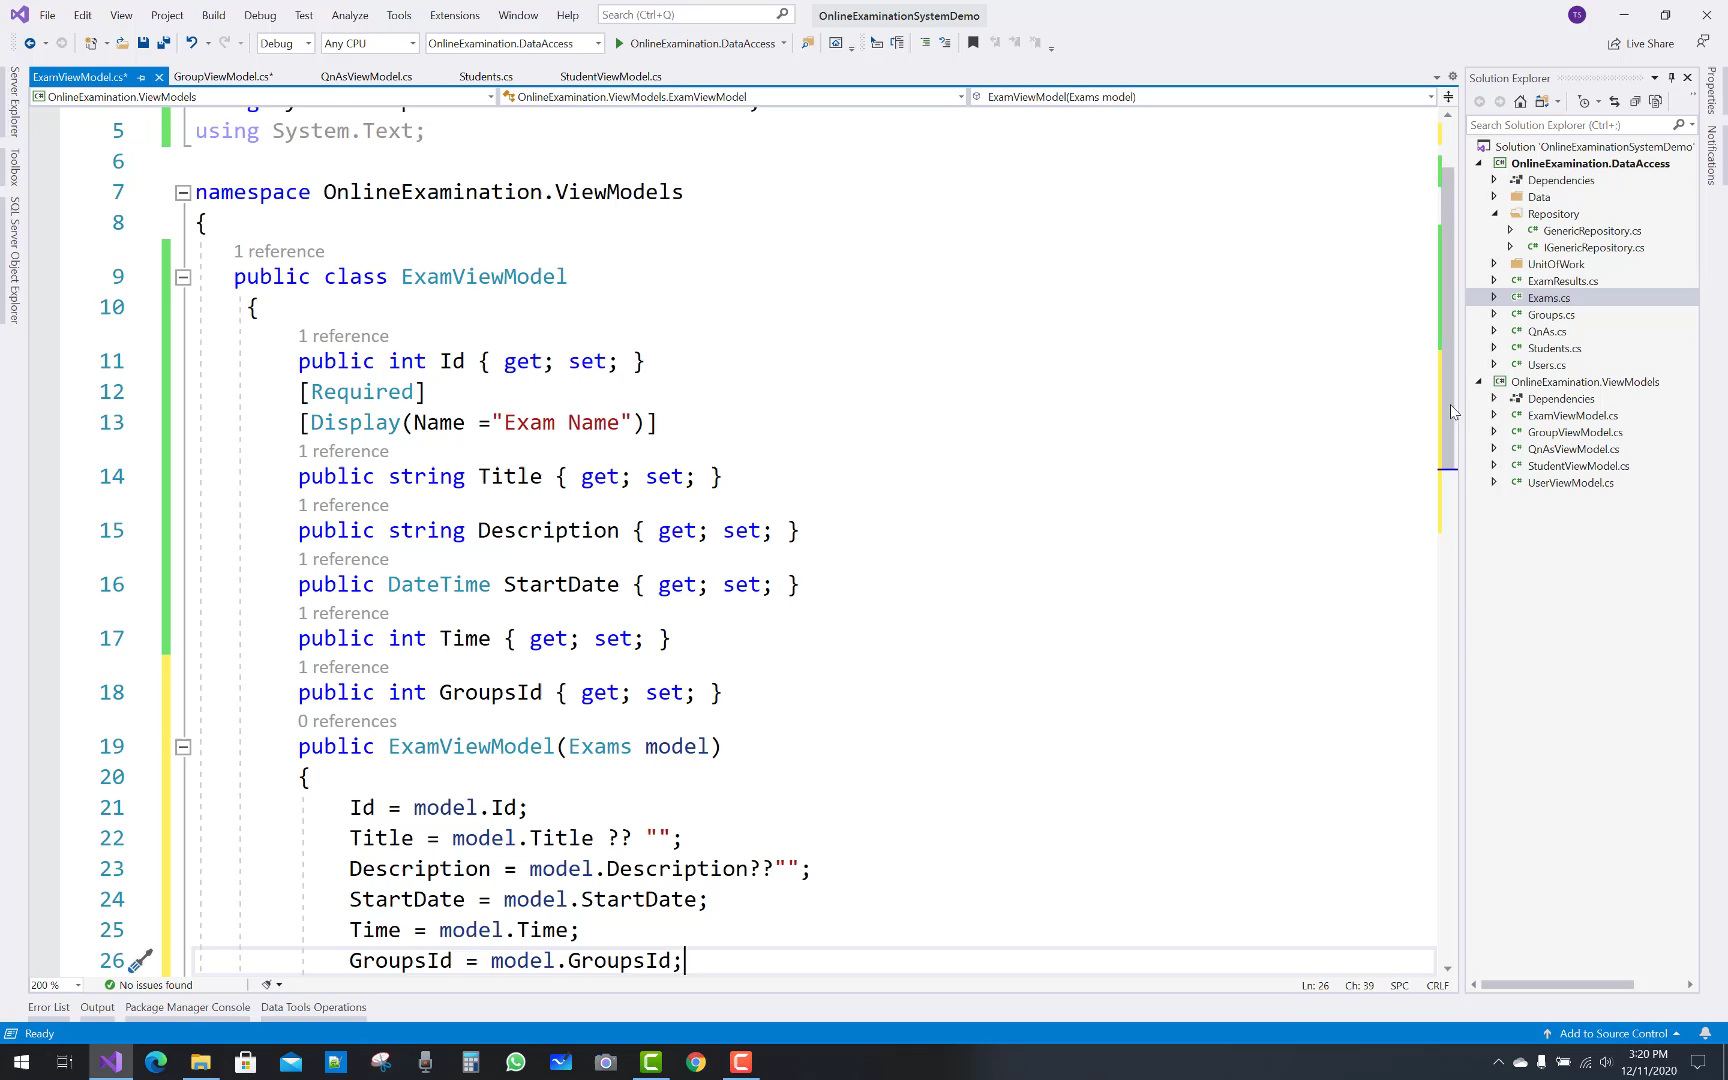 File Edit View Project Build Debug Test Analyze Tools Extensions Window Help Search (Ctrl+Q) OnlineExaminationSystemDemo TS
Debug Any CPU OnlineExamination.DataAccess OnlineExamination.DataAccess Live Share
ExamViewModel.cs* GroupViewModel.cs* QnAsViewModel.cs Students.cs StudentViewModel.cs
OnlineExamination.ViewModels OnlineExamination.ViewModels.ExamViewModel ExamViewModel(Exams model)
Server Explorer
Toolbox
SQL Server Object Explorer
5 using System.Text;
6
7 namespace OnlineExamination.ViewModels
8 {
1 reference
9 public class ExamViewModel
10 {
1 reference
11 public int Id { get; set; }
12 [Required]
13 [Display(Name ="Exam Name")]
1 reference
14 public string Title { get; set; }
1 reference
15 public string Description { get; set; }
1 reference
16 public DateTime StartDate { get; set; }
1 reference
17 public int Time { get; set; }
1 reference
18 public int GroupsId { get; set; }
0 references
19 public ExamViewModel(Exams model)
20 {
21 Id = model.Id;
22 Title = model.Title ?? "";
23 Description = model.Description??"";
24 StartDate = model.StartDate;
25 Time = model.Time;
26 GroupsId = model.GroupsId;
200 % No issues found Ln: 26 Ch: 39 SPC CRLF
Solution Explorer
Search Solution Explorer (Ctrl+;)
Solution 'OnlineExaminationSystemDemo'
OnlineExamination.DataAccess
Dependencies
Data
Repository
GenericRepository.cs
IGenericRepository.cs
UnitOfWork
ExamResults.cs
Exams.cs
Groups.cs
QnAs.cs
Students.cs
Users.cs
OnlineExamination.ViewModels
Dependencies
ExamViewModel.cs
GroupViewModel.cs
QnAsViewModel.cs
StudentViewModel.cs
UserViewModel.cs
Properties
Notifications
Error List Output Package Manager Console Data Tools Operations
Ready Add to Source Control
3:20 PM
12/11/2020